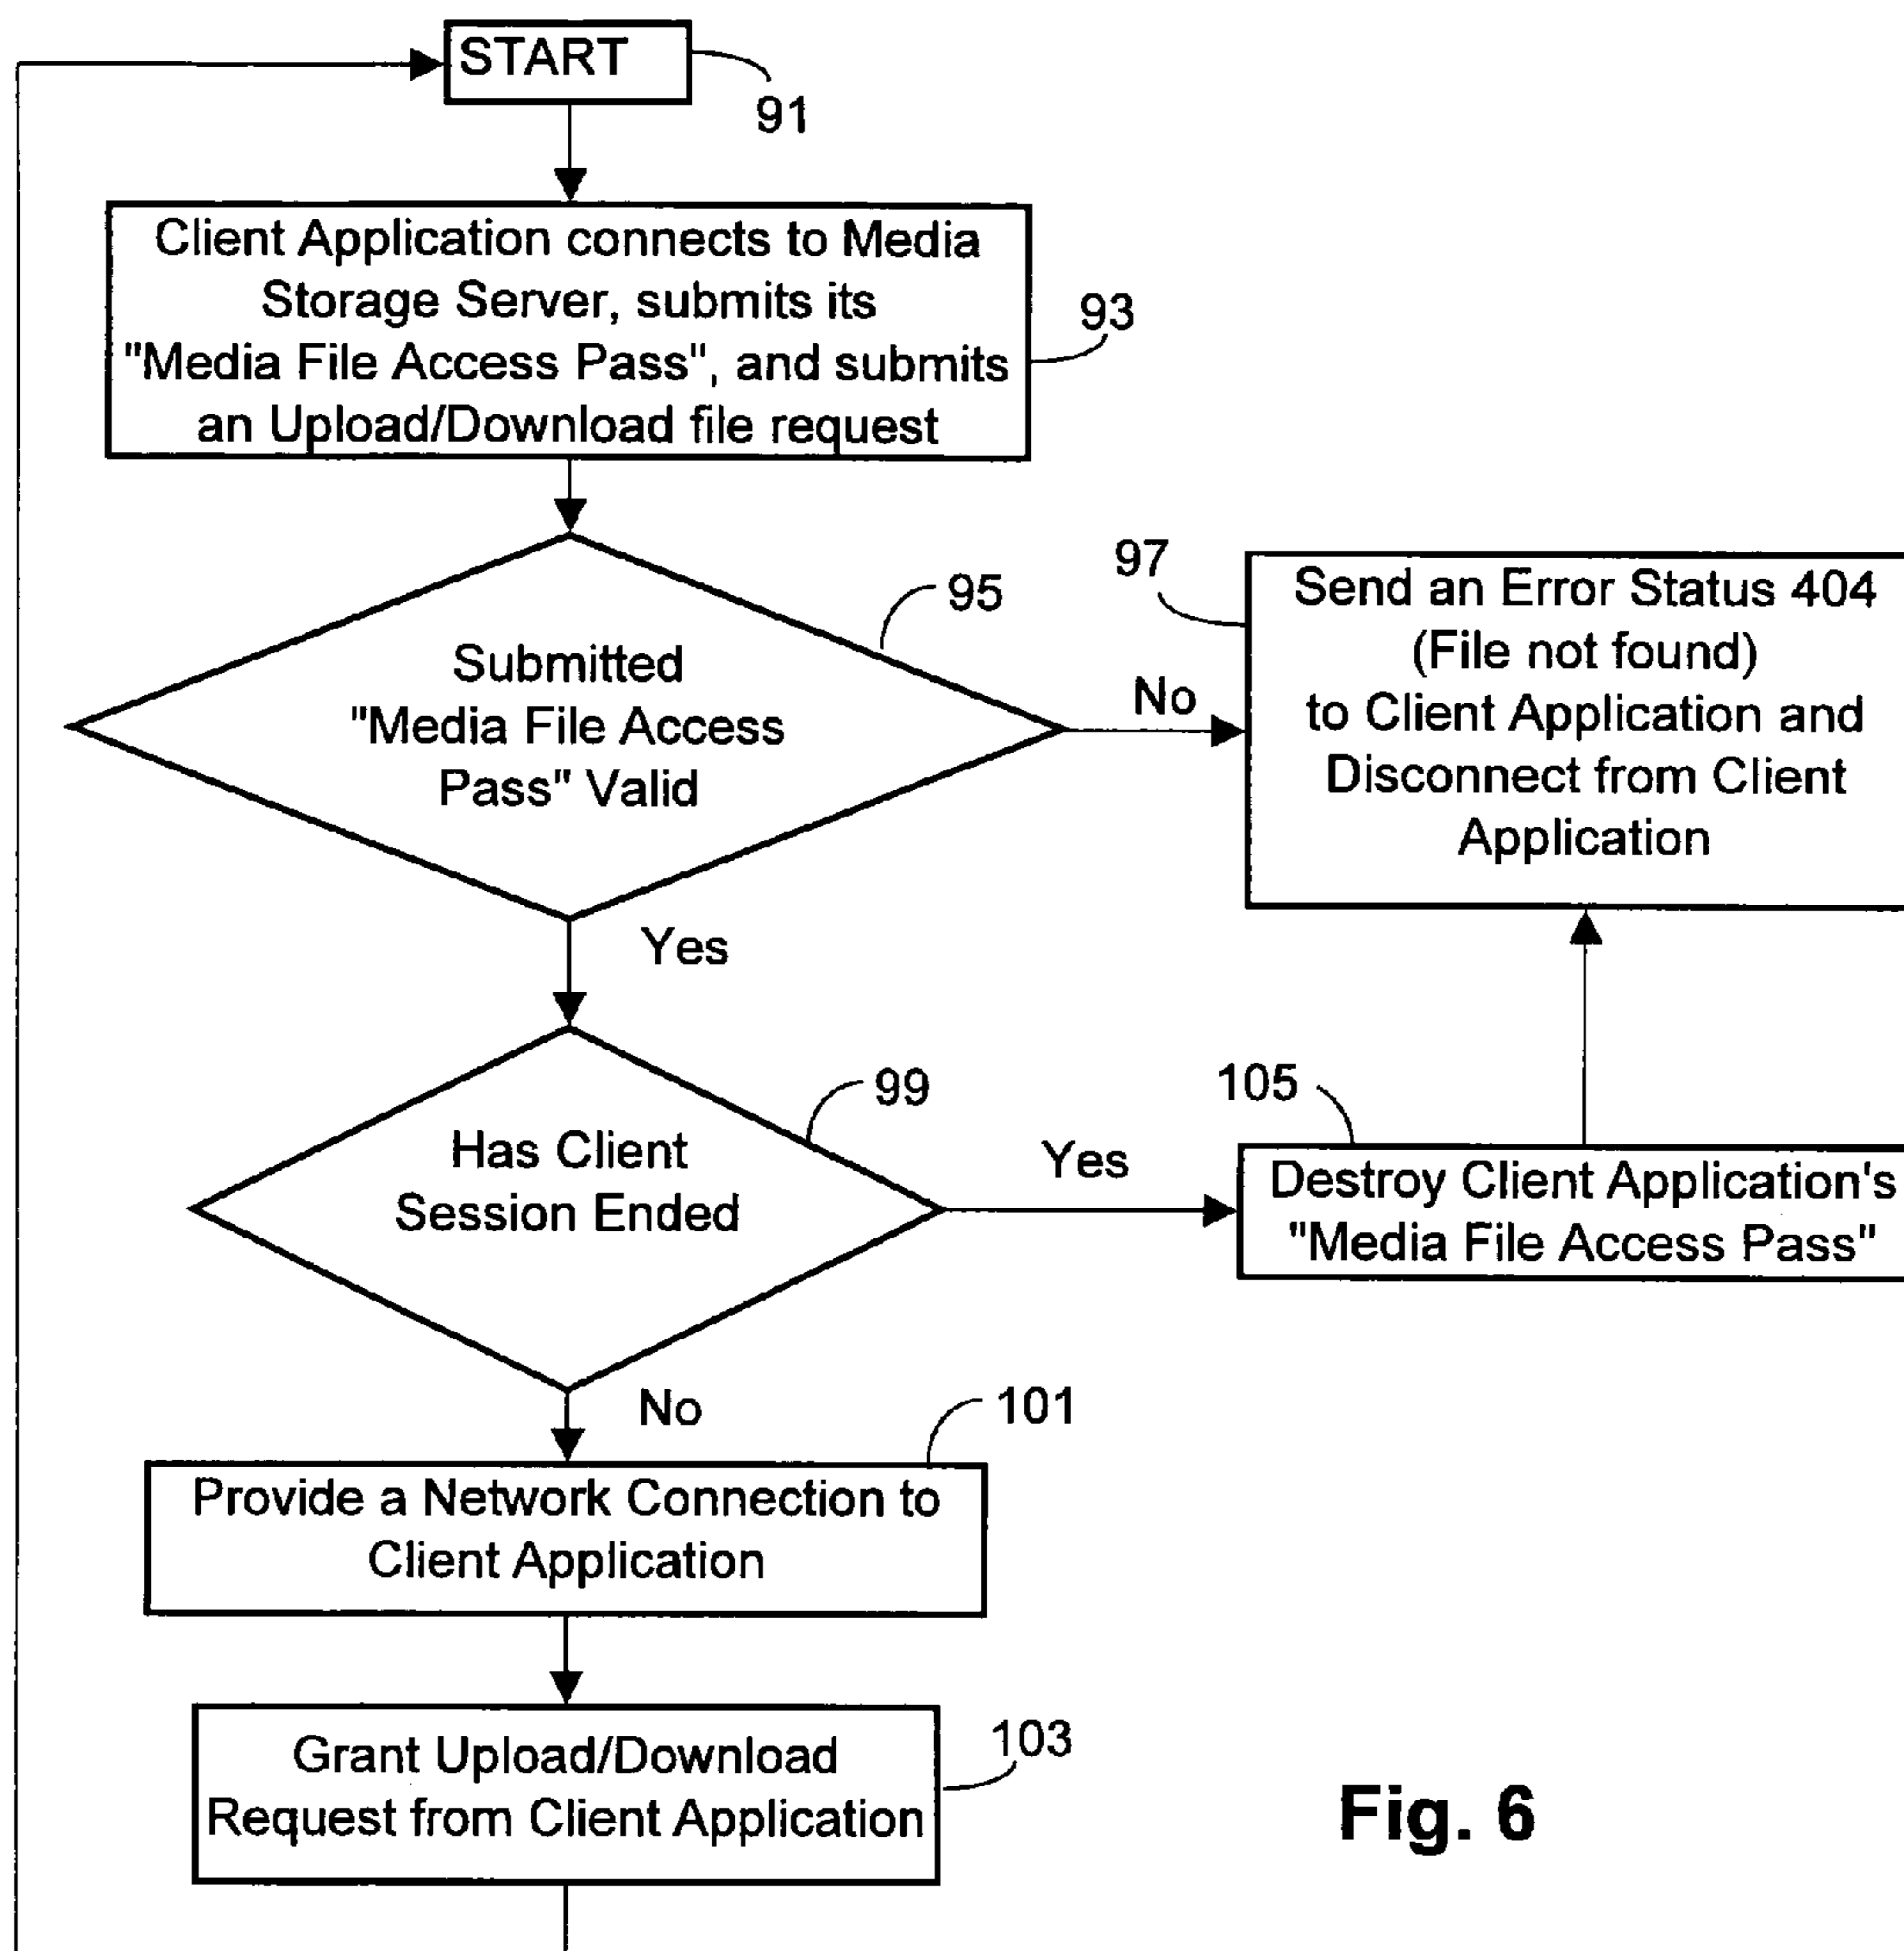 START
91
Client Application connects to Media
Storage Server, submits its
"Media File Access Pass", and submits
an Upload/Download file request
93
Submitted
"Media File Access
Pass" Valid
95
No
97
Send an Error Status 404
(File not found)
to Client Application and
Disconnect from Client
Application
Yes
Has Client
Session Ended
99
Yes
105
Destroy Client Application's
"Media File Access Pass"
No
101
Provide a Network Connection to
Client Application
Grant Upload/Download
Request from Client Application
103
Fig. 6